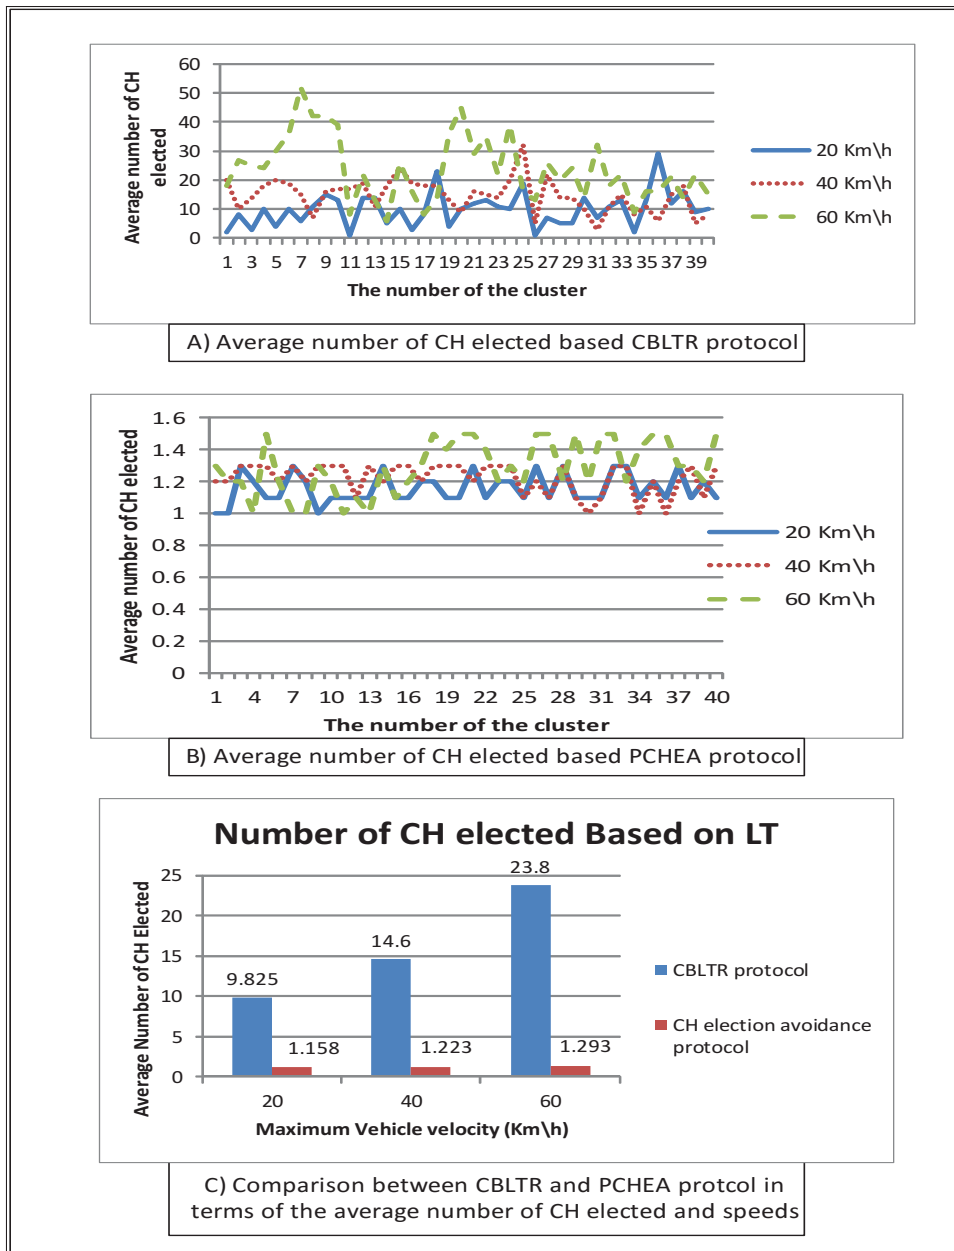 60
50
40
30
20
10
0
Average number of CH
elected
1 3 5 7 9 11 13 15 17 19 21 23 25 27 29 31 33 35 37 39
The number of the cluster
20 Km\h
40 Km\h
60 Km\h
A) Average number of CH elected based CBLTR protocol
1.6
1.4
1.2
1
0.8
0.6
0.4
0.2
0
Average number of CH elected
1 4 7 10 13 16 19 22 25 28 31 34 37 40
The number of the cluster
20 Km\h
40 Km\h
60 Km\h
B) Average number of CH elected based PCHEA protocol
Number of CH elected Based on LT
25
20
15
10
5
0
Average Number of CH Elected
9.825
1.158
14.6
1.223
23.8
1.293
20 40 60
Maximum Vehicle velocity (Km\h)
CBLTR protocol
CH election avoidance
protocol
C) Comparison between CBLTR and PCHEA protcol in
terms of the average number of CH elected and speeds